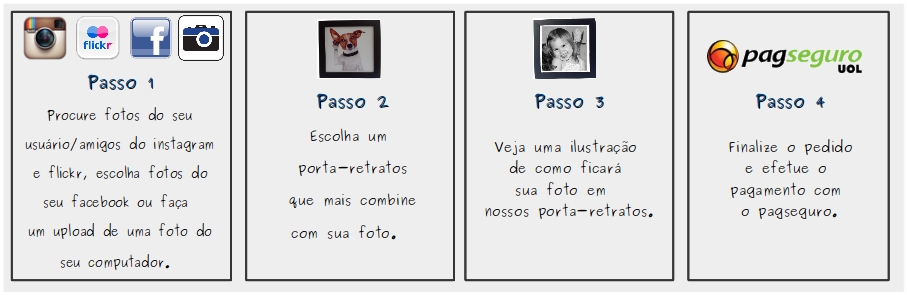 flickr
Passo 1
Procure fotos do seu
usuário/amigos do instagram
e flickr, escolha fotos do
seu facebook ou faça
um upload de uma foto do
seu computador.
Passo 2
Escolha um
porta-retratos
que mais combine
com sua foto.
Passo 3
Veja uma ilustração
de como ficará
sua foto em
nossos porta-retratos.
pagseguro
UOL
Passo 4
Finalize o pedido
e efetue o
pagamento com
o pagseguro.